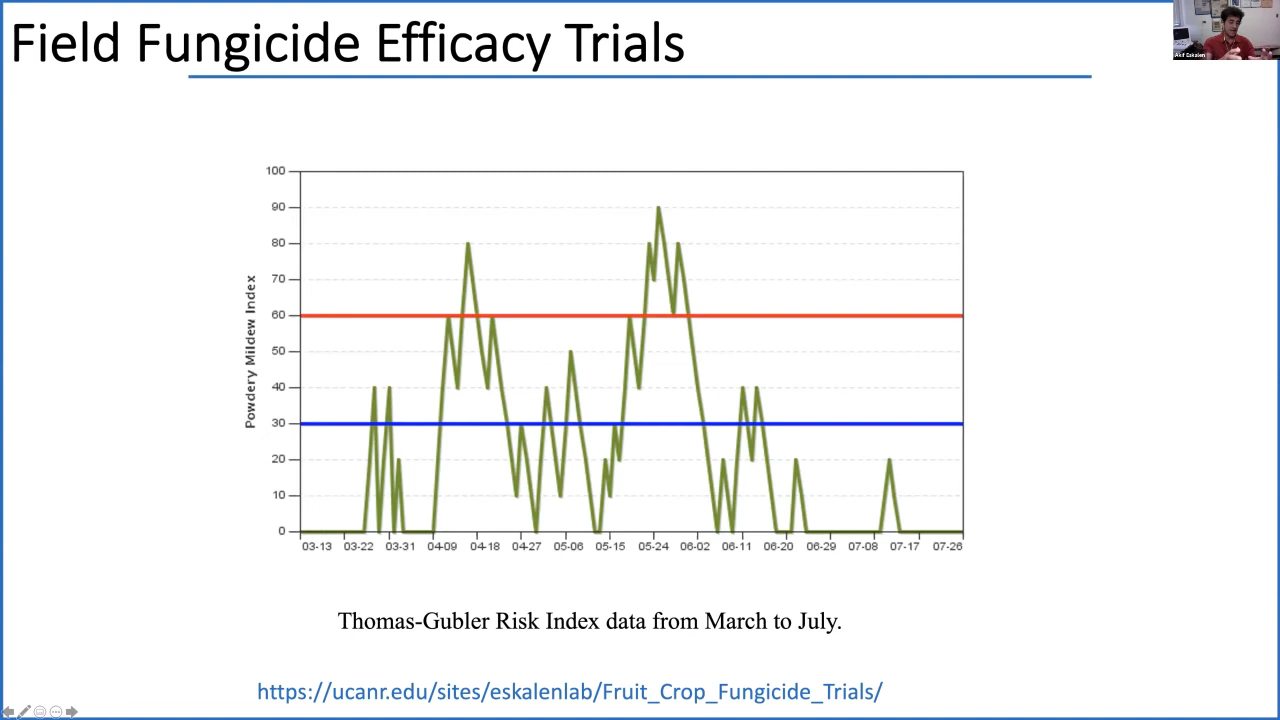 Field Fungicide Efficacy Trials
Akif Eskalen
100
90
80
70
60
50
40
30
20
10
0
Powdery Mildew Index
03-13 03-22 03-31 04-09 04-18 04-27 05-06 05-15 05-24 06-02 06-11 06-20 06-29 07-08 07-17 07-26
Thomas-Gubler Risk Index data from March to July.
https://ucanr.edu/sites/eskalenlab/Fruit_Crop_Fungicide_Trials/